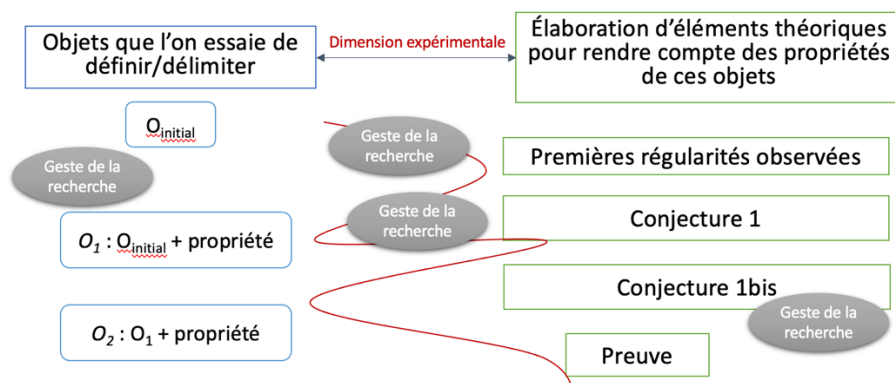 Objets que l’on essaie de
définir/délimiter
Dimension expérimentale
Élaboration d’éléments théoriques
pour rendre compte des propriétés
de ces objets
Oinitial
Geste de la
recherche
Geste de la
recherche
Premières régularités observées
O1 : Oinitial + propriété
Geste de la
recherche
Conjecture 1
Conjecture 1bis
O2 : O1 + propriété
Geste de la
recherche
Preuve